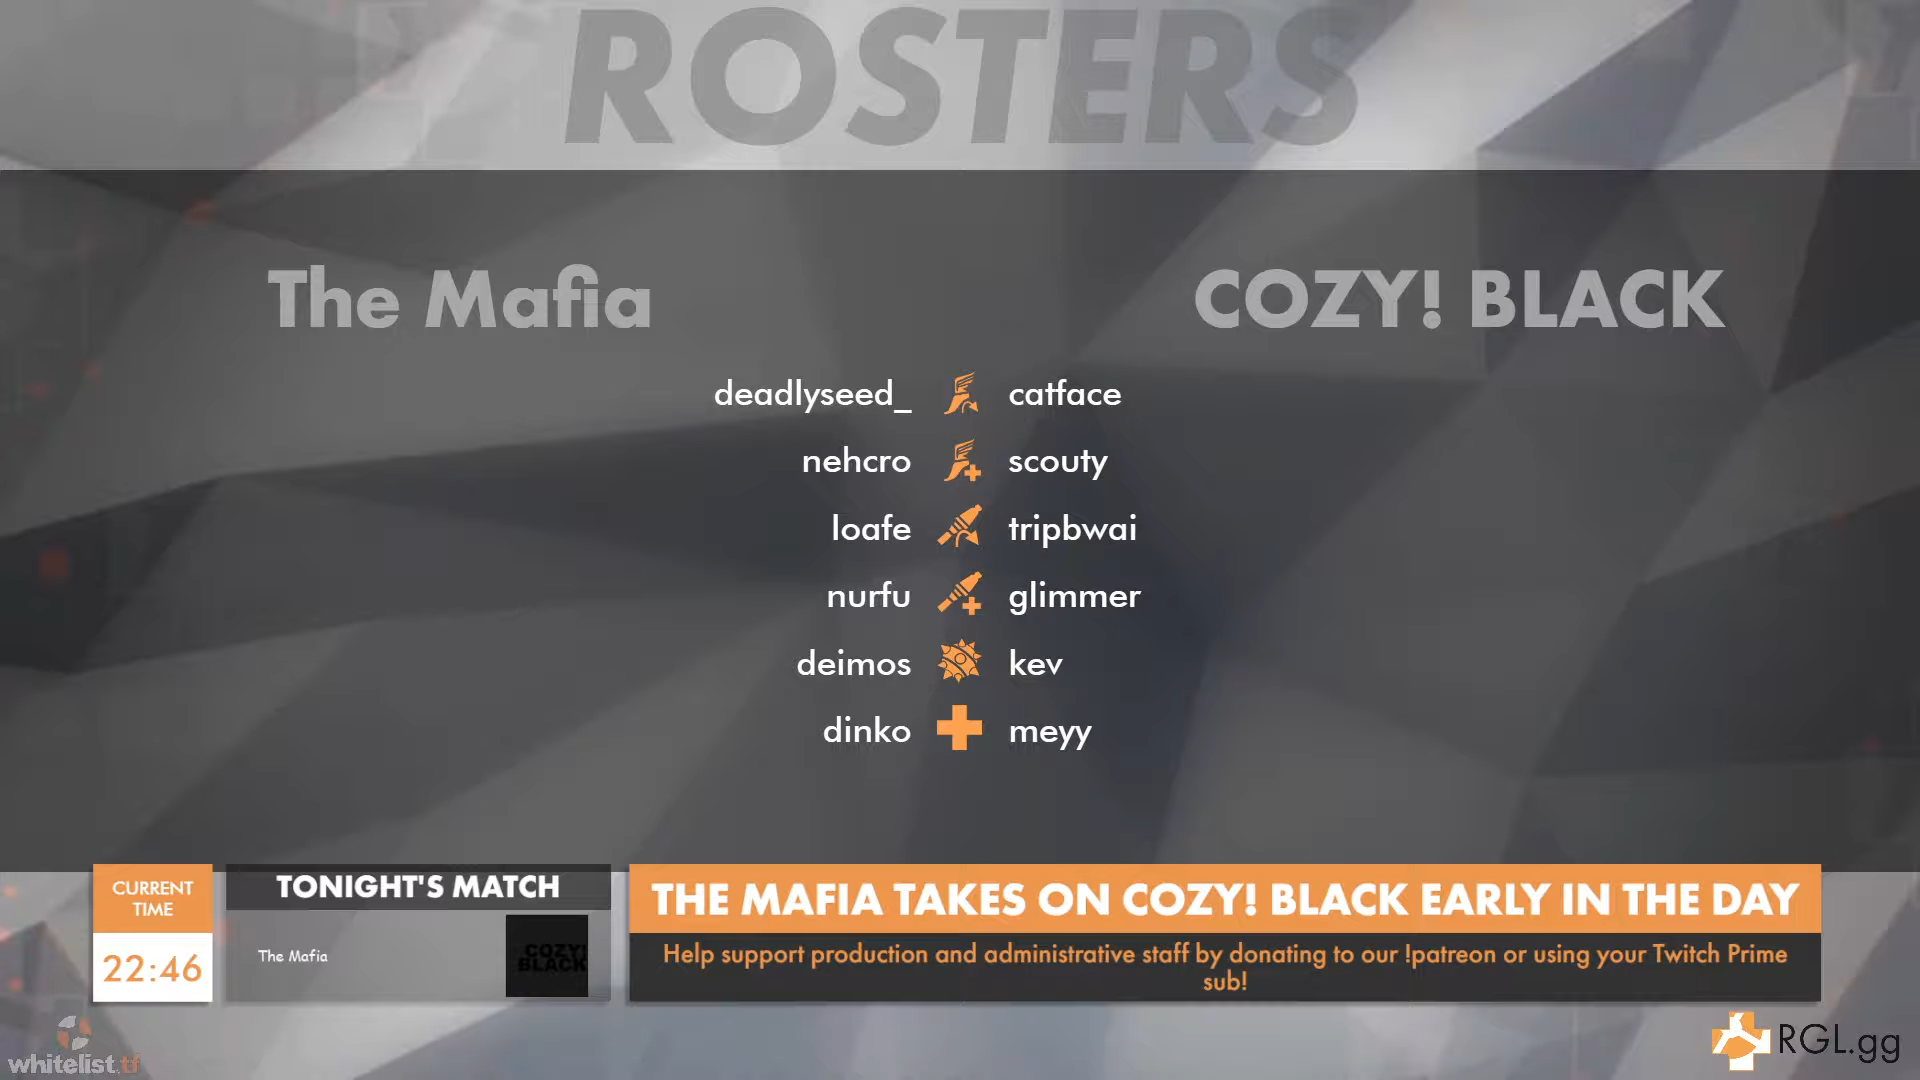 ROSTERS
The Mafia
COZY! BLACK
deadlyseed_ catface
nehcro scouty
loafe tripbwai
nurfu glimmer
deimos kev
dinko meyy
CURRENT
TIME
22:46
TONIGHT'S MATCH
The Mafia
COZY!
BLACK
THE MAFIA TAKES ON COZY! BLACK EARLY IN THE DAY
Help support production and administrative staff by donating to our !patreon or using your Twitch Prime
sub!
whitelist.tf
RGL.gg